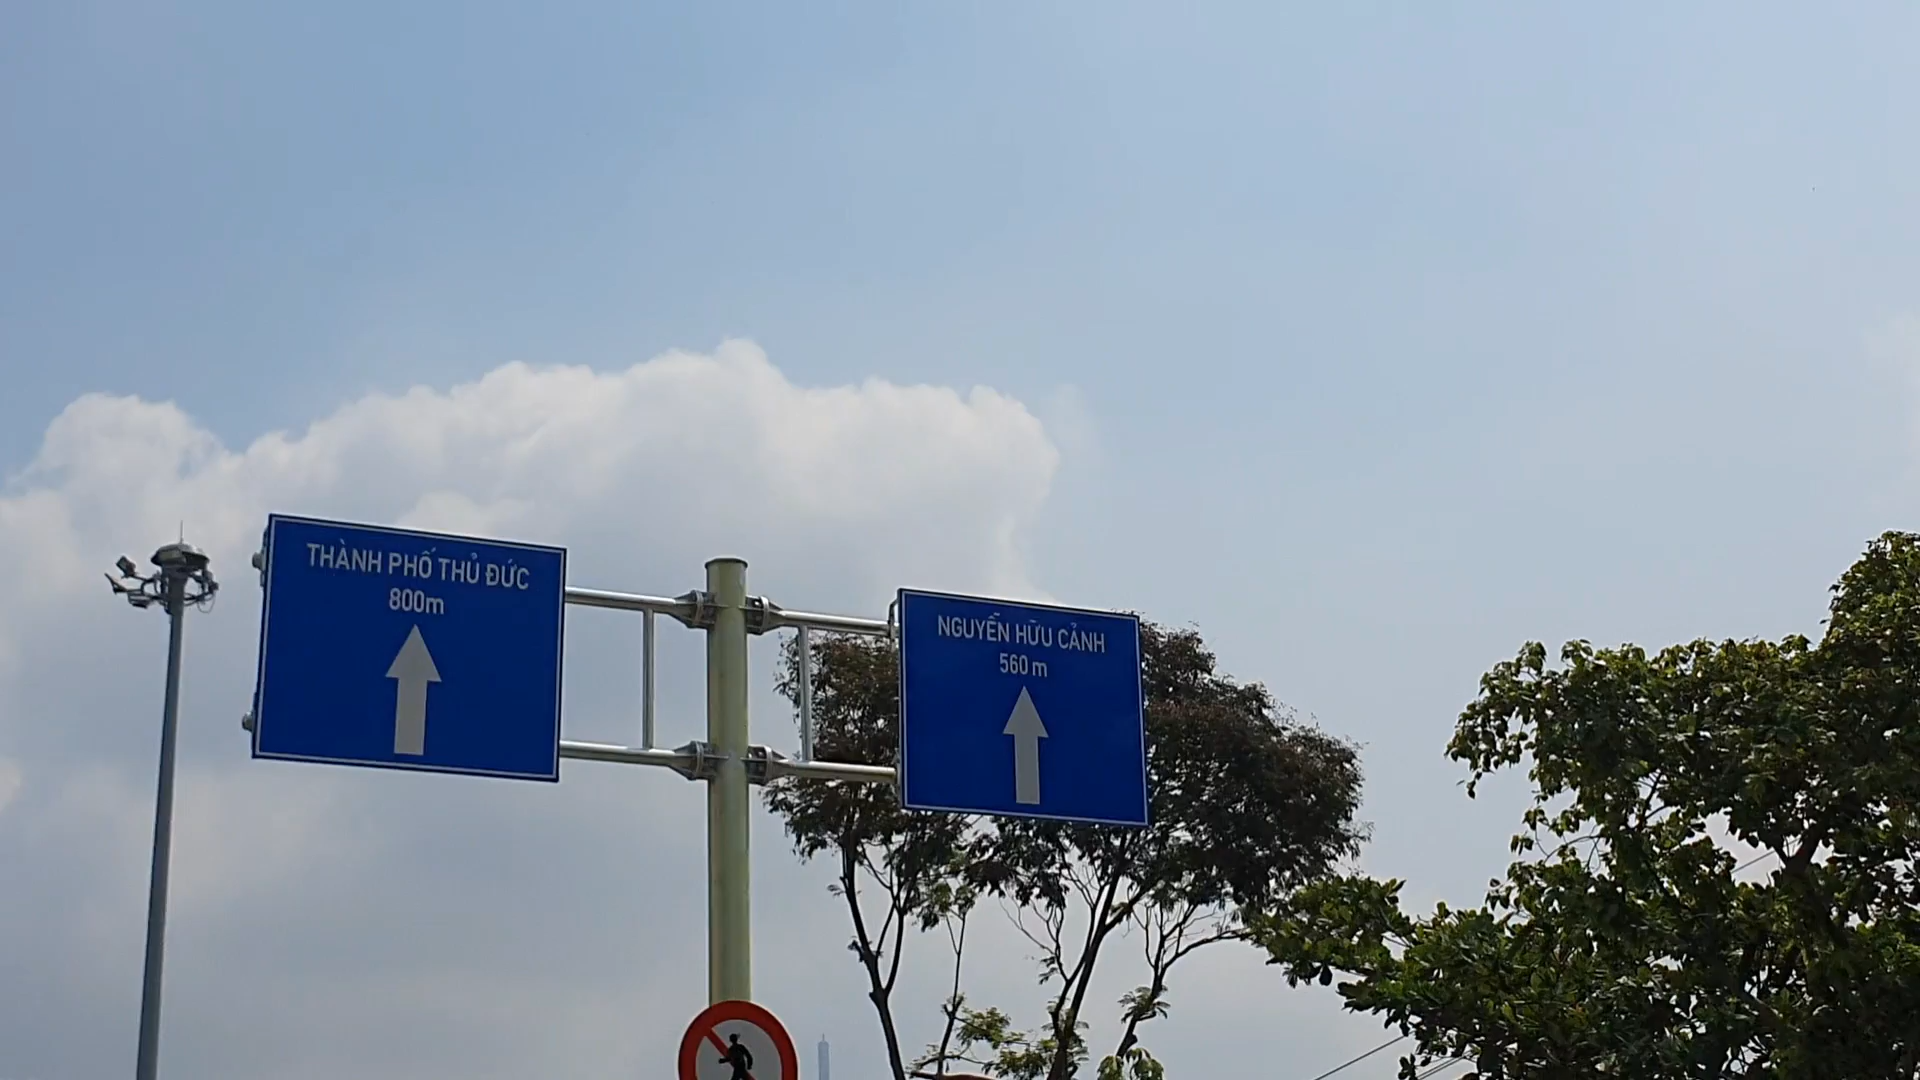 THÀNH PHỐ THỦ ĐỨC
800m
NGUYỄN HỮU CẢNH
560 m